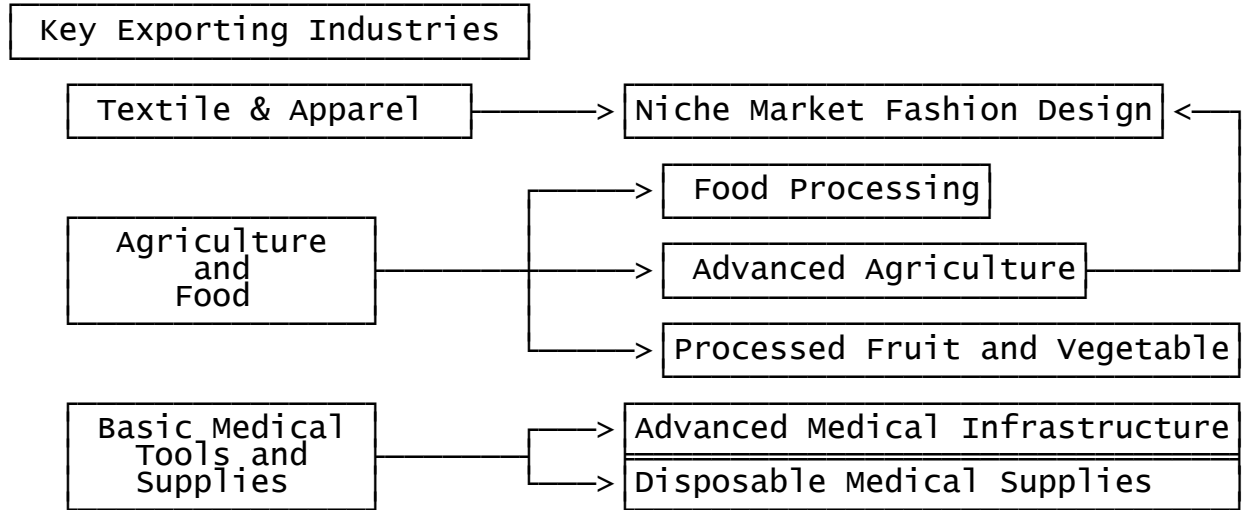 Key Exporting Industries
Textile & Apparel
Niche Market Fashion Design
Food Processing
Agriculture
and
Food
Advanced Agriculture
Processed Fruit and Vegetable
Basic Medical
Tools and
Supplies
Advanced Medical Infrastructure
Disposable Medical Supplies